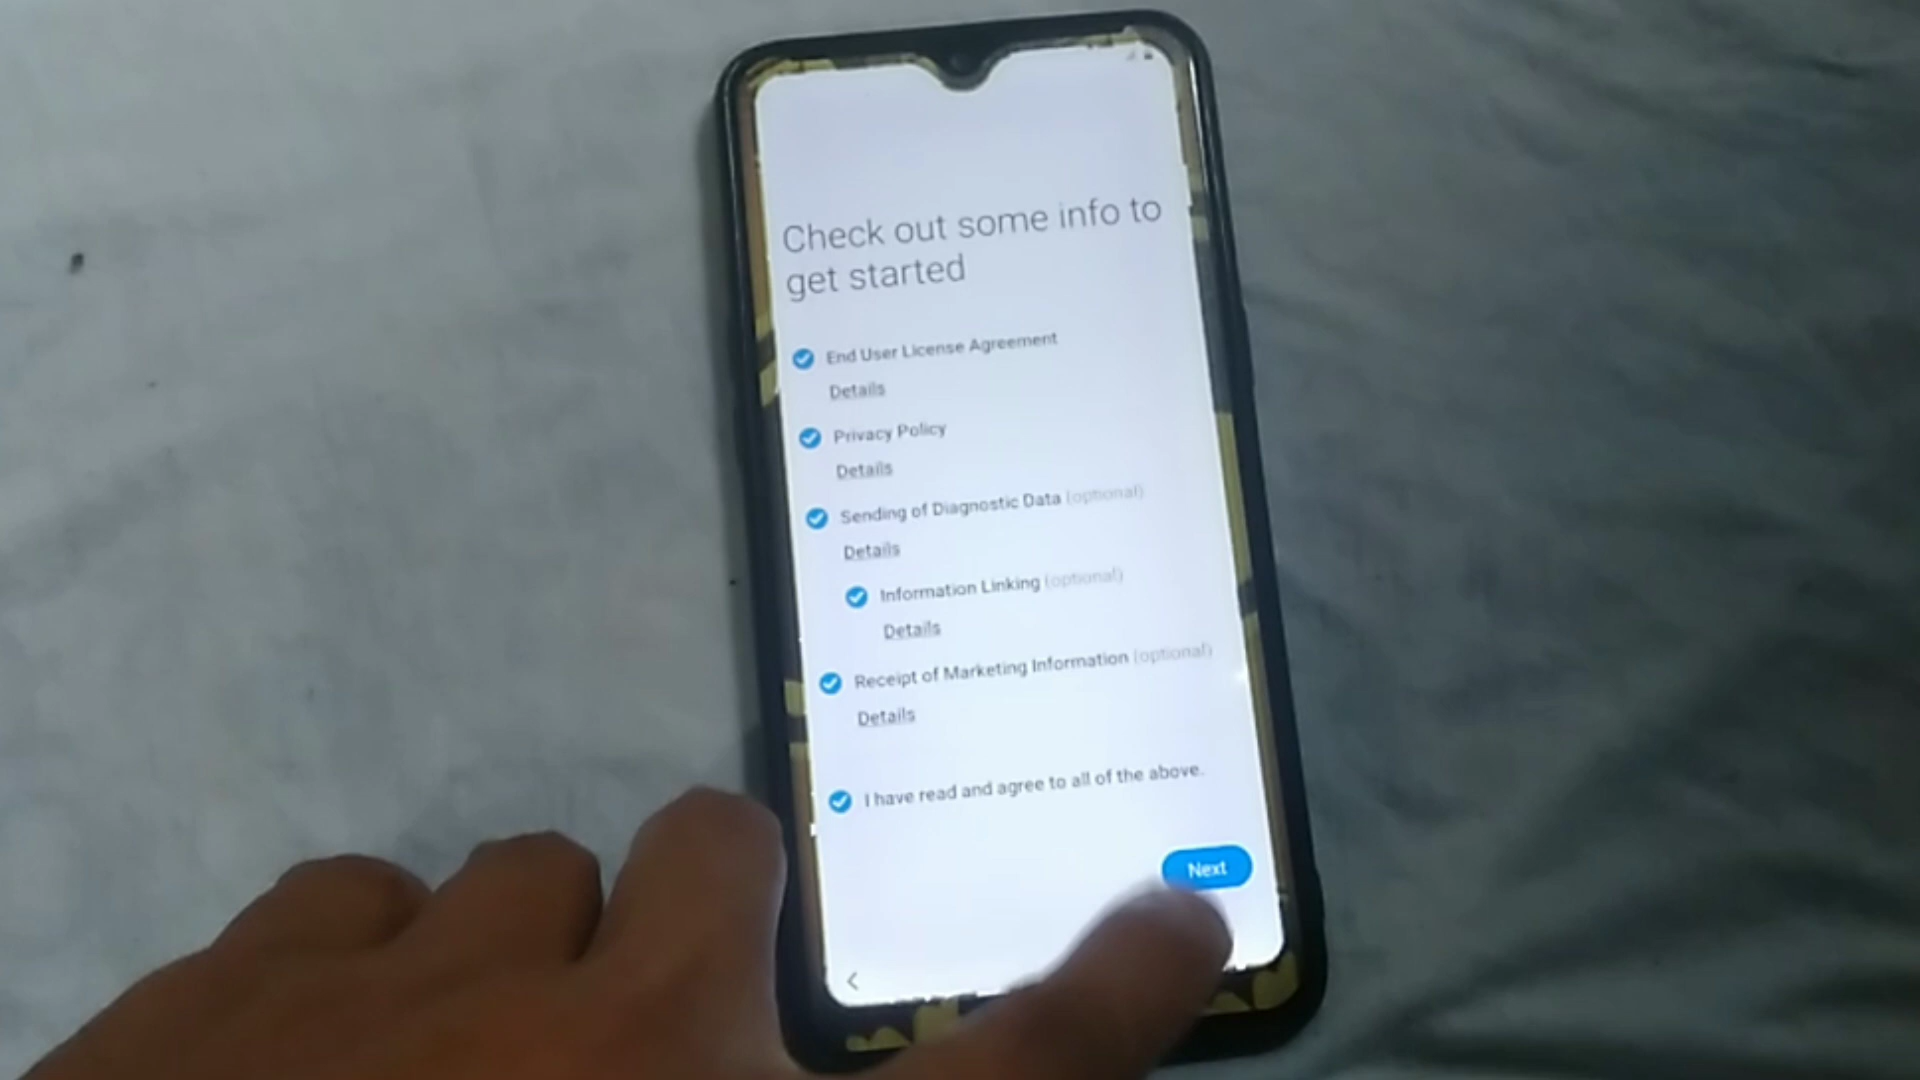 Check out some info to
get started
End User License Agreement
Details
Privacy Policy
Details
Sending of Diagnostic Data (optional)
Details
Information Linking (optional)
Details
Receipt of Marketing Information (optional)
Details
I have read and agree to all of the above.
Next